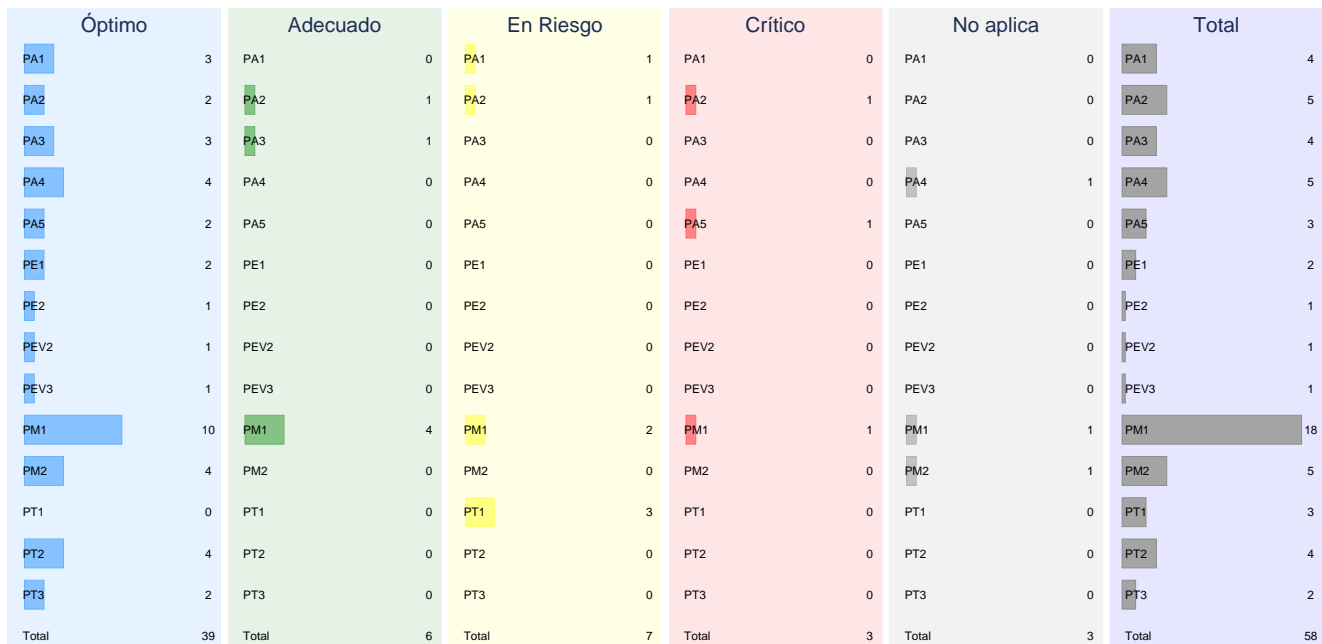 Óptimo Adecuado En Riesgo Crítico No aplica Total
PA1 3 PA1 0 PA1 1 PA1 0 PA1 0 PA1 4
PA2 2 PA2 1 PA2 1 PA2 1 PA2 0 PA2 5
PA3 3 PA3 1 PA3 0 PA3 0 PA3 0 PA3 4
PA4 4 PA4 0 PA4 0 PA4 0 PA4 1 PA4 5
PA5 2 PA5 0 PA5 0 PA5 1 PA5 0 PA5 3
PE1 2 PE1 0 PE1 0 PE1 0 PE1 0 PE1 2
PE2 1 PE2 0 PE2 0 PE2 0 PE2 0 PE2 1
PEV2 1 PEV2 0 PEV2 0 PEV2 0 PEV2 0 PEV2 1
PEV3 1 PEV3 0 PEV3 0 PEV3 0 PEV3 0 PEV3 1
PM1 10 PM1 4 PM1 2 PM1 1 PM1 1 PM1 18
PM2 4 PM2 0 PM2 0 PM2 0 PM2 1 PM2 5
PT1 0 PT1 0 PT1 3 PT1 0 PT1 0 PT1 3
PT2 4 PT2 0 PT2 0 PT2 0 PT2 0 PT2 4
PT3 2 PT3 0 PT3 0 PT3 0 PT3 0 PT3 2
Total 39 Total 6 Total 7 Total 3 Total 3 Total 58